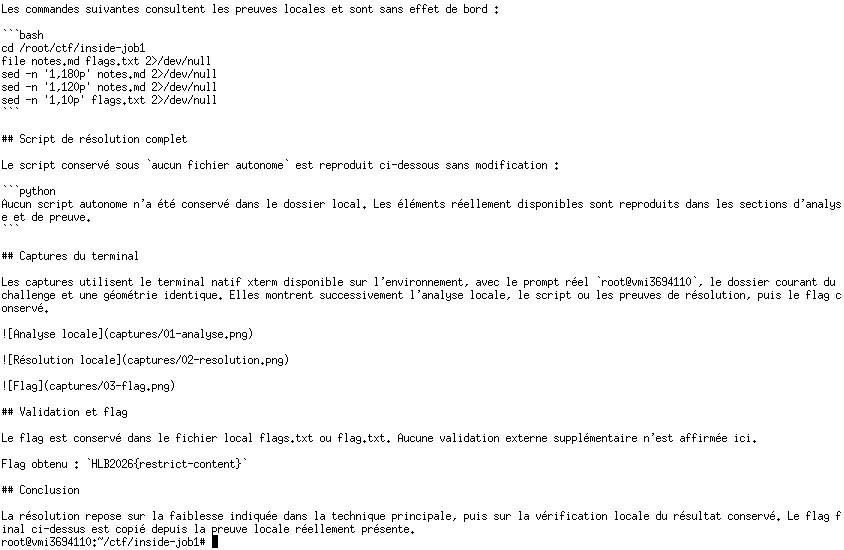 Les commandes suivantes consultent les preuves locales et sont sans effet de bord :
```bash
cd /root/ctf/inside-job1
file notes.md flags.txt 2>/dev/null
sed -n '1,180p' notes.md 2>/dev/null
sed -n '1,120p' notes.md 2>/dev/null
sed -n '1,10p' flags.txt 2>/dev/null
```
## Script de résolution complet
Le script conservé sous `aucun fichier autonome` est reproduit ci-dessous sans modification :
```python
Aucun script autonome n'a été conservé dans le dossier local. Les éléments réellement disponibles sont reproduits dans les sections d'analys
e et de preuve.
```
## Captures du terminal
Les captures utilisent le terminal natif xterm disponible sur l'environnement, avec le prompt réel `root@vmi3694110`, le dossier courant du
challenge et une géométrie identique. Elles montrent successivement l'analyse locale, le script ou les preuves de résolution, puis le flag c
onservé.
![Analyse locale](captures/01-analyse.png)
![Résolution locale](captures/02-resolution.png)
![Flag](captures/03-flag.png)
## Validation et flag
Le flag est conservé dans le fichier local flags.txt ou flag.txt. Aucune validation externe supplémentaire n'est affirmée ici.
Flag obtenu : `HLB2026{restrict-content}`
## Conclusion
La résolution repose sur la faiblesse indiquée dans la technique principale, puis sur la vérification locale du résultat conservé. Le flag f
inal ci-dessus est copié depuis la preuve locale réellement présente.
root@vmi3694110:~/ctf/inside-job1#